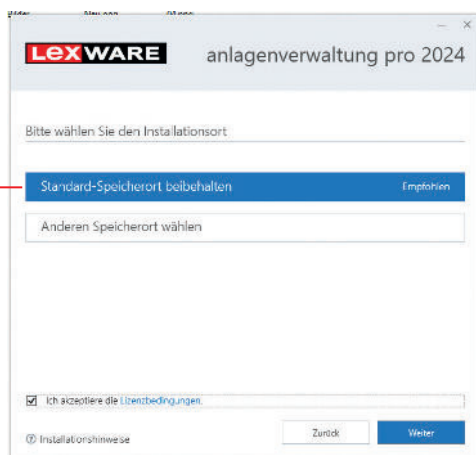 LEXWARE
anlagenverwaltung pro 2024
Bitte wählen Sie den Installationsort
Standard-Speicherort beibehalten Empfohlen
Anderen Speicherort wählen
Ich akzeptiere die Lizenzbedingungen.
Installationshinweise Zurück Weiter